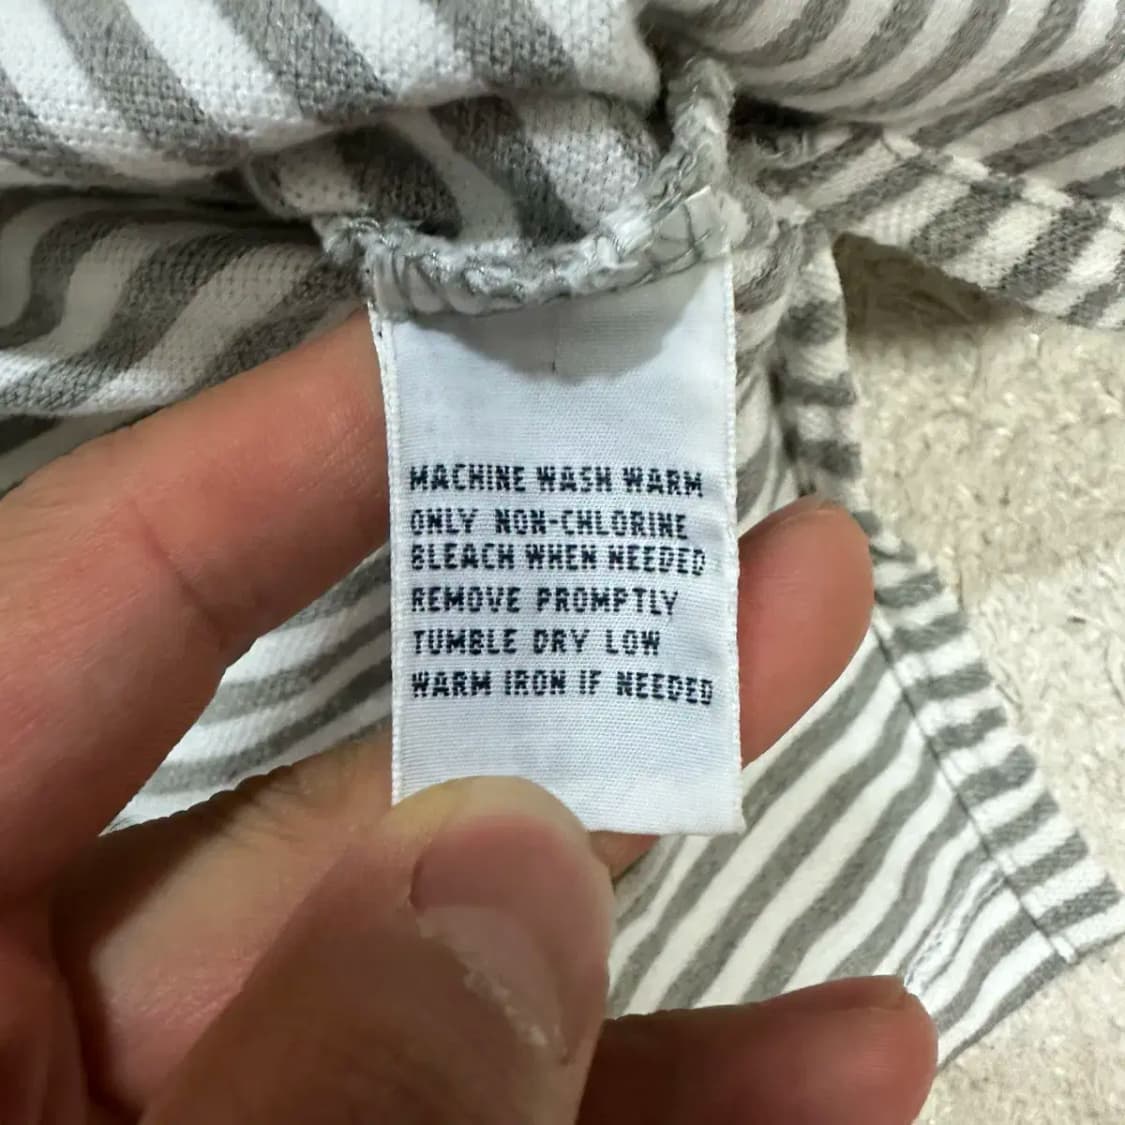 MACHINE WASH WARM
ONLY NON-CHLORINE
BLEACH WHEN NEEDED
REMOVE PROMPTLY
TUMBLE DRY LOW
WARM IRON IF NEEDED